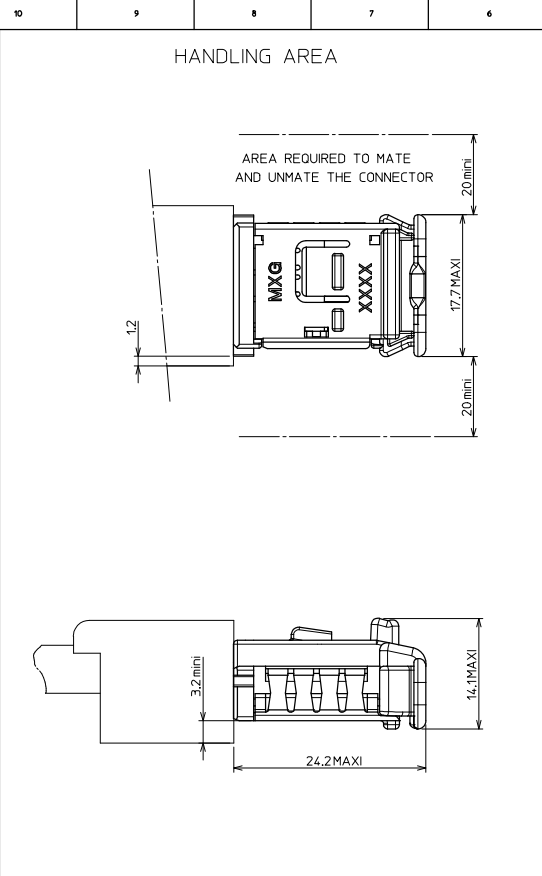 10 9 8 7 6
HANDLING AREA
AREA REQUIRED TO MATE
AND UNMATE THE CONNECTOR
20 mini
MXG
XXXX
17.7 MAXI
1.2
20 mini
3.2 mini
14.1MAXI
24.2MAXI